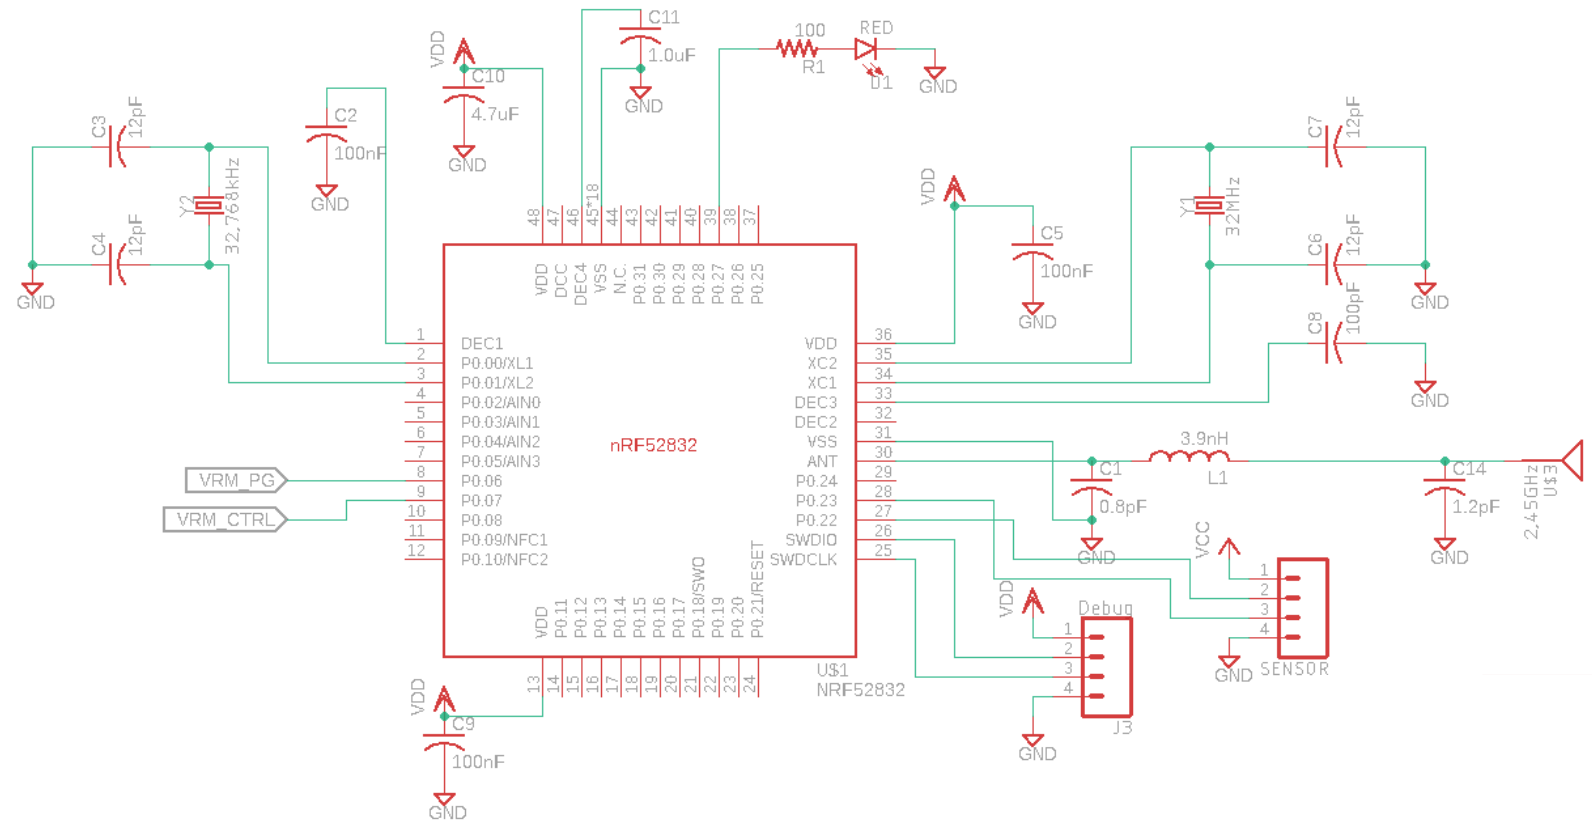 C11
1.0uF
GND
100
R1
RED
D1
GND
VDD
C10
4.7uF
GND
C2
100nF
GND
C3
12pF
Y2
32,768kHz
C4
12pF
GND
C7
12pF
Y1
32MHz
C6
12pF
GND
C8
100pF
GND
VDD
C5
100nF
GND
48
47
46
45*18
44
43
42
41
40
39
38
37
VDD
DCC
DEC4
VSS
N.C.
P0.31
P0.30
P0.29
P0.28
P0.27
P0.26
P0.25
1 DEC1
2 P0.00/XL1
3 P0.01/XL2
4 P0.02/AIN0
5 P0.03/AIN1
6 P0.04/AIN2
7 P0.05/AIN3
8 P0.06
9 P0.07
10 P0.08
11 P0.09/NFC1
12 P0.10/NFC2
VRM_PG
VRM_CTRL
nRF52832
VDD 36
XC2 35
XC1 34
DEC3 33
DEC2 32
VSS 31
ANT 30
P0.24 29
P0.23 28
P0.22 27
SWDIO 26
SWDCLK 25
VDD
P0.11
P0.12
P0.13
P0.14
P0.15
P0.16
P0.17
P0.18/SWO
P0.19
P0.20
P0.21/RESET
13
14
15
16
17
18
19
20
21
22
23
24
U$1
NRF52832
VDD
C9
100nF
GND
C1
0.8pF
GND
3.9nH
L1
C14
1.2pF
GND
2,45GHz
U$3
VCC
1
2
3
4
GND
SENSOR
VDD
Debug
1
2
3
4
GND
J3